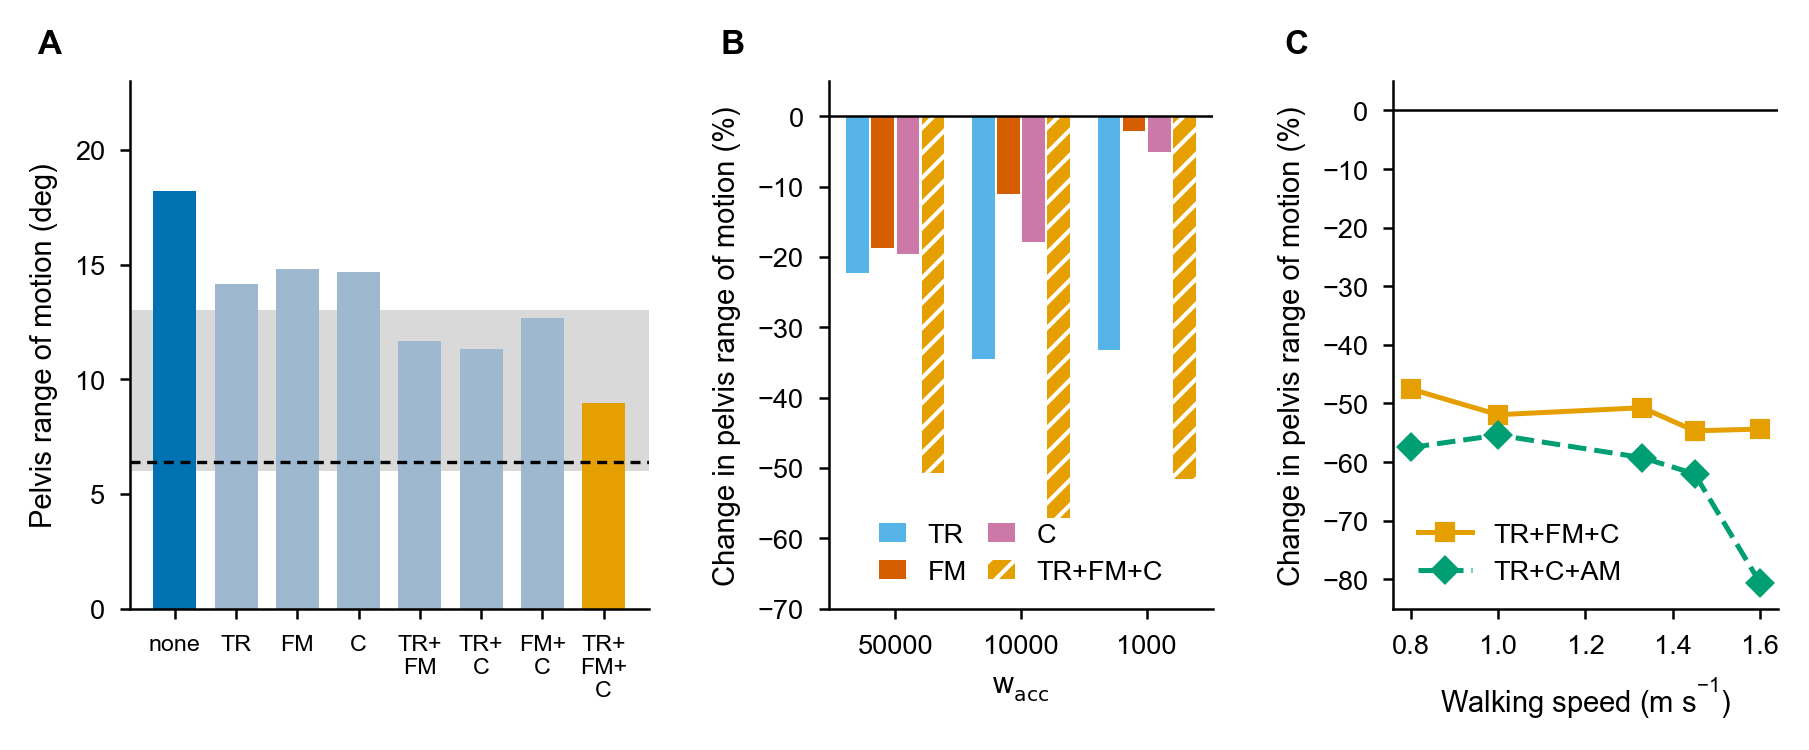 A
Pelvis range of motion (deg)
20
15
10
5
0
none
TR
FM
C
TR+
FM
TR+
C
FM+
C
TR+
FM+
C
B
Change in pelvis range of motion (%)
0
−10
−20
−30
−40
−50
−60
−70
TR
FM
C
TR+FM+C
50000
10000
1000
w_acc
C
Change in pelvis range of motion (%)
0
−10
−20
−30
−40
−50
−60
−70
−80
TR+FM+C
TR+C+AM
0.8
1.0
1.2
1.4
1.6
Walking speed (m s⁻¹)